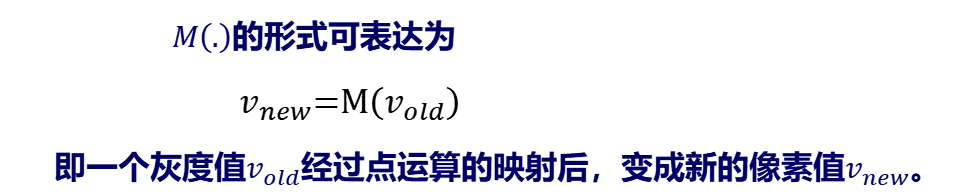 M(.)的形式可表达为
v_new=M(v_old)
即一个灰度值v_old经过点运算的映射后，变成新的像素值v_new。